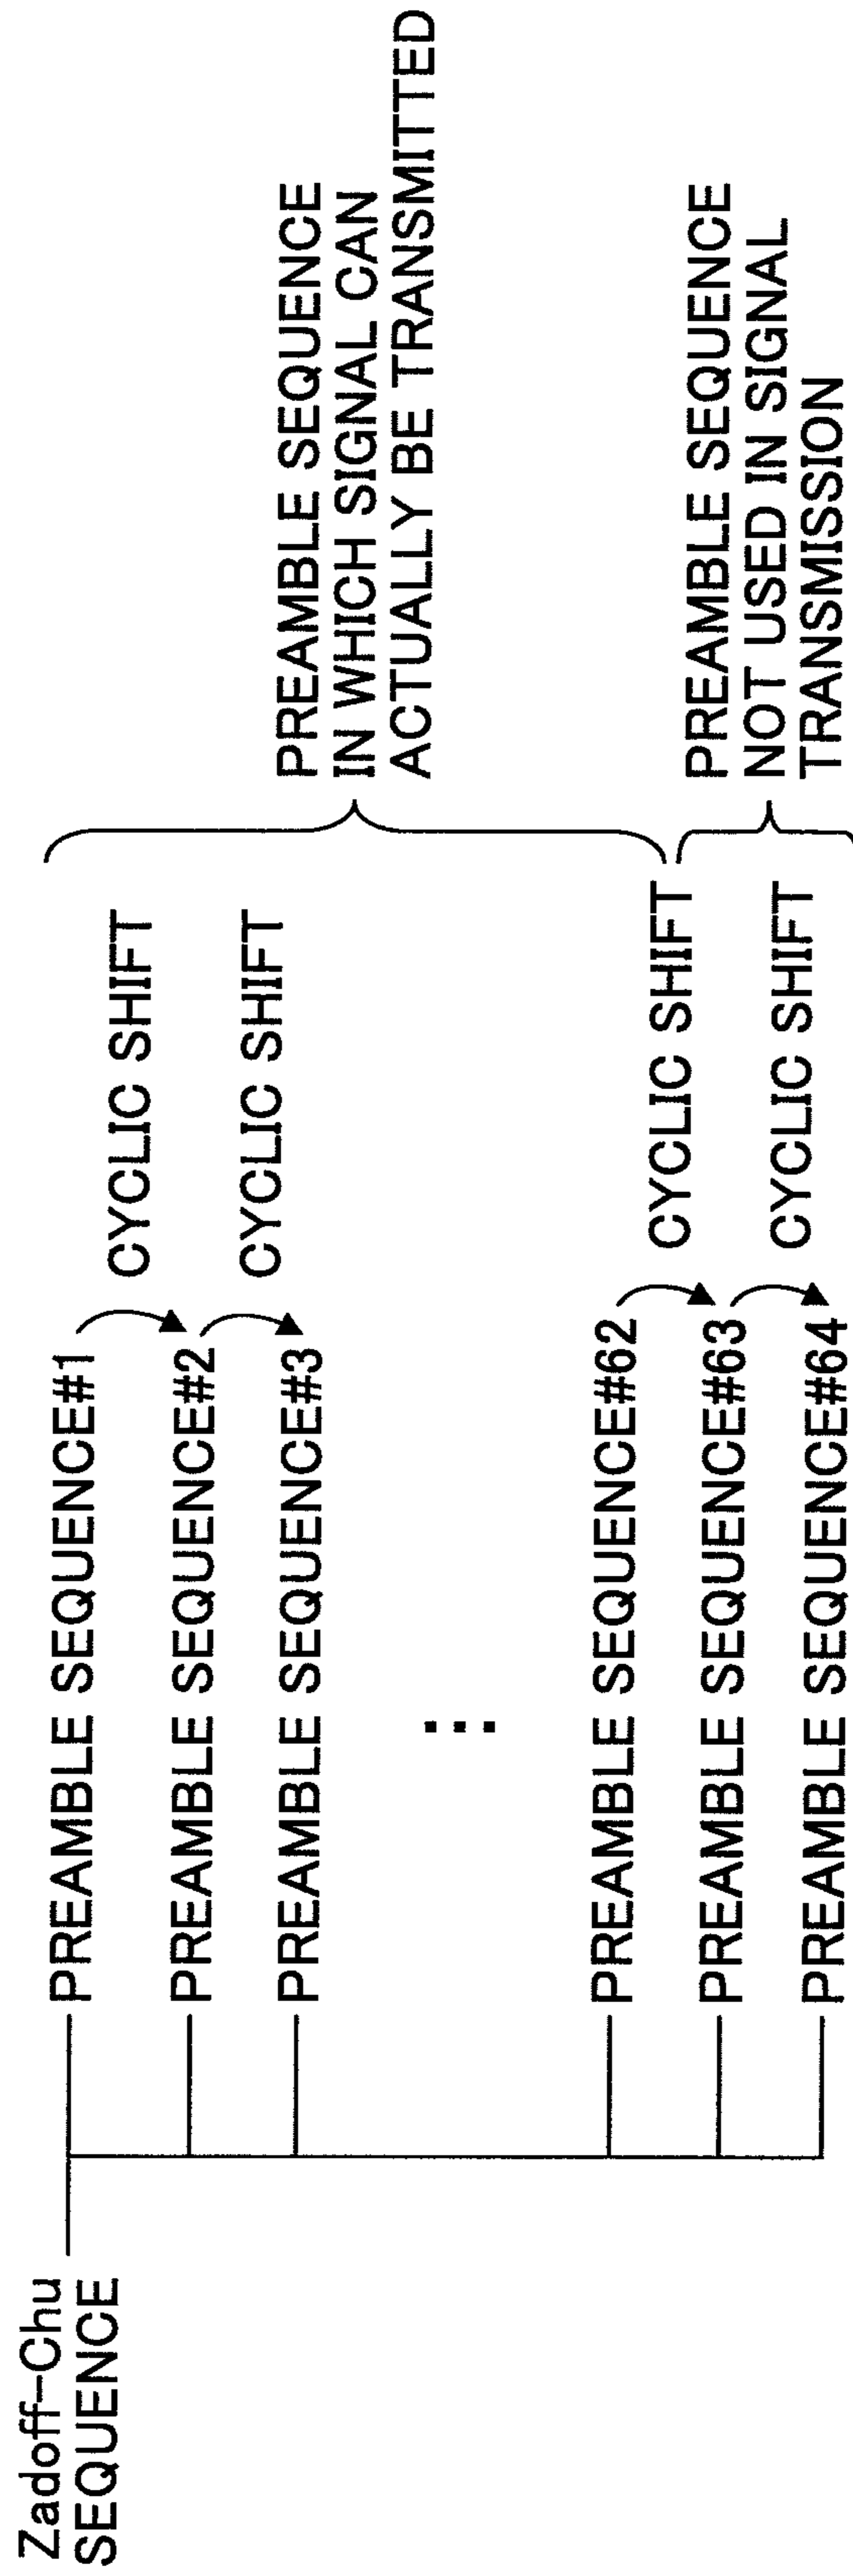 Zadoff-Chu
SEQUENCE
PREAMBLE SEQUENCE#1
PREAMBLE SEQUENCE#2
PREAMBLE SEQUENCE#3
...
PREAMBLE SEQUENCE#62
PREAMBLE SEQUENCE#63
PREAMBLE SEQUENCE#64
CYCLIC SHIFT
CYCLIC SHIFT
CYCLIC SHIFT
CYCLIC SHIFT
PREAMBLE SEQUENCE
IN WHICH SIGNAL CAN
ACTUALLY BE TRANSMITTED
PREAMBLE SEQUENCE
NOT USED IN SIGNAL
TRANSMISSION